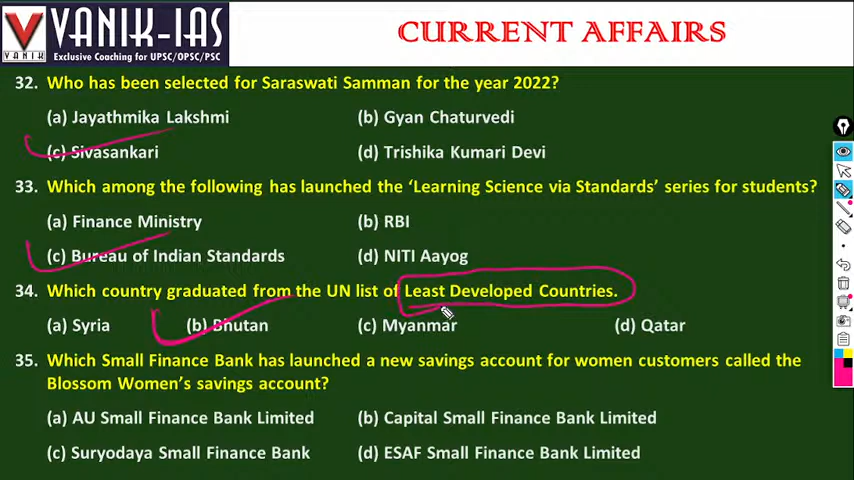 VANIK-IAS
VANIK
Exclusive Coaching for UPSC/OPSC/PSC
CURRENT AFFAIRS
32. Who has been selected for Saraswati Samman for the year 2022?
(a) Jayathmika Lakshmi (b) Gyan Chaturvedi
(c) Sivasankari (d) Trishika Kumari Devi
33. Which among the following has launched the ‘Learning Science via Standards’ series for students?
(a) Finance Ministry (b) RBI
(c) Bureau of Indian Standards (d) NITI Aayog
34. Which country graduated from the UN list of Least Developed Countries.
(a) Syria (b) Bhutan (c) Myanmar (d) Qatar
35. Which Small Finance Bank has launched a new savings account for women customers called the
Blossom Women’s savings account?
(a) AU Small Finance Bank Limited (b) Capital Small Finance Bank Limited
(c) Suryodaya Small Finance Bank (d) ESAF Small Finance Bank Limited